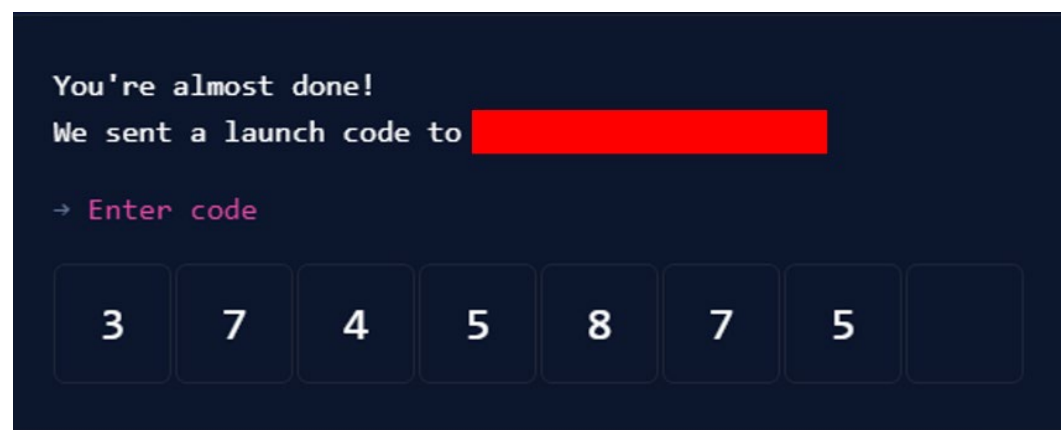 You're almost done!
We sent a launch code to
→ Enter code
3 7 4 5 8 7 5